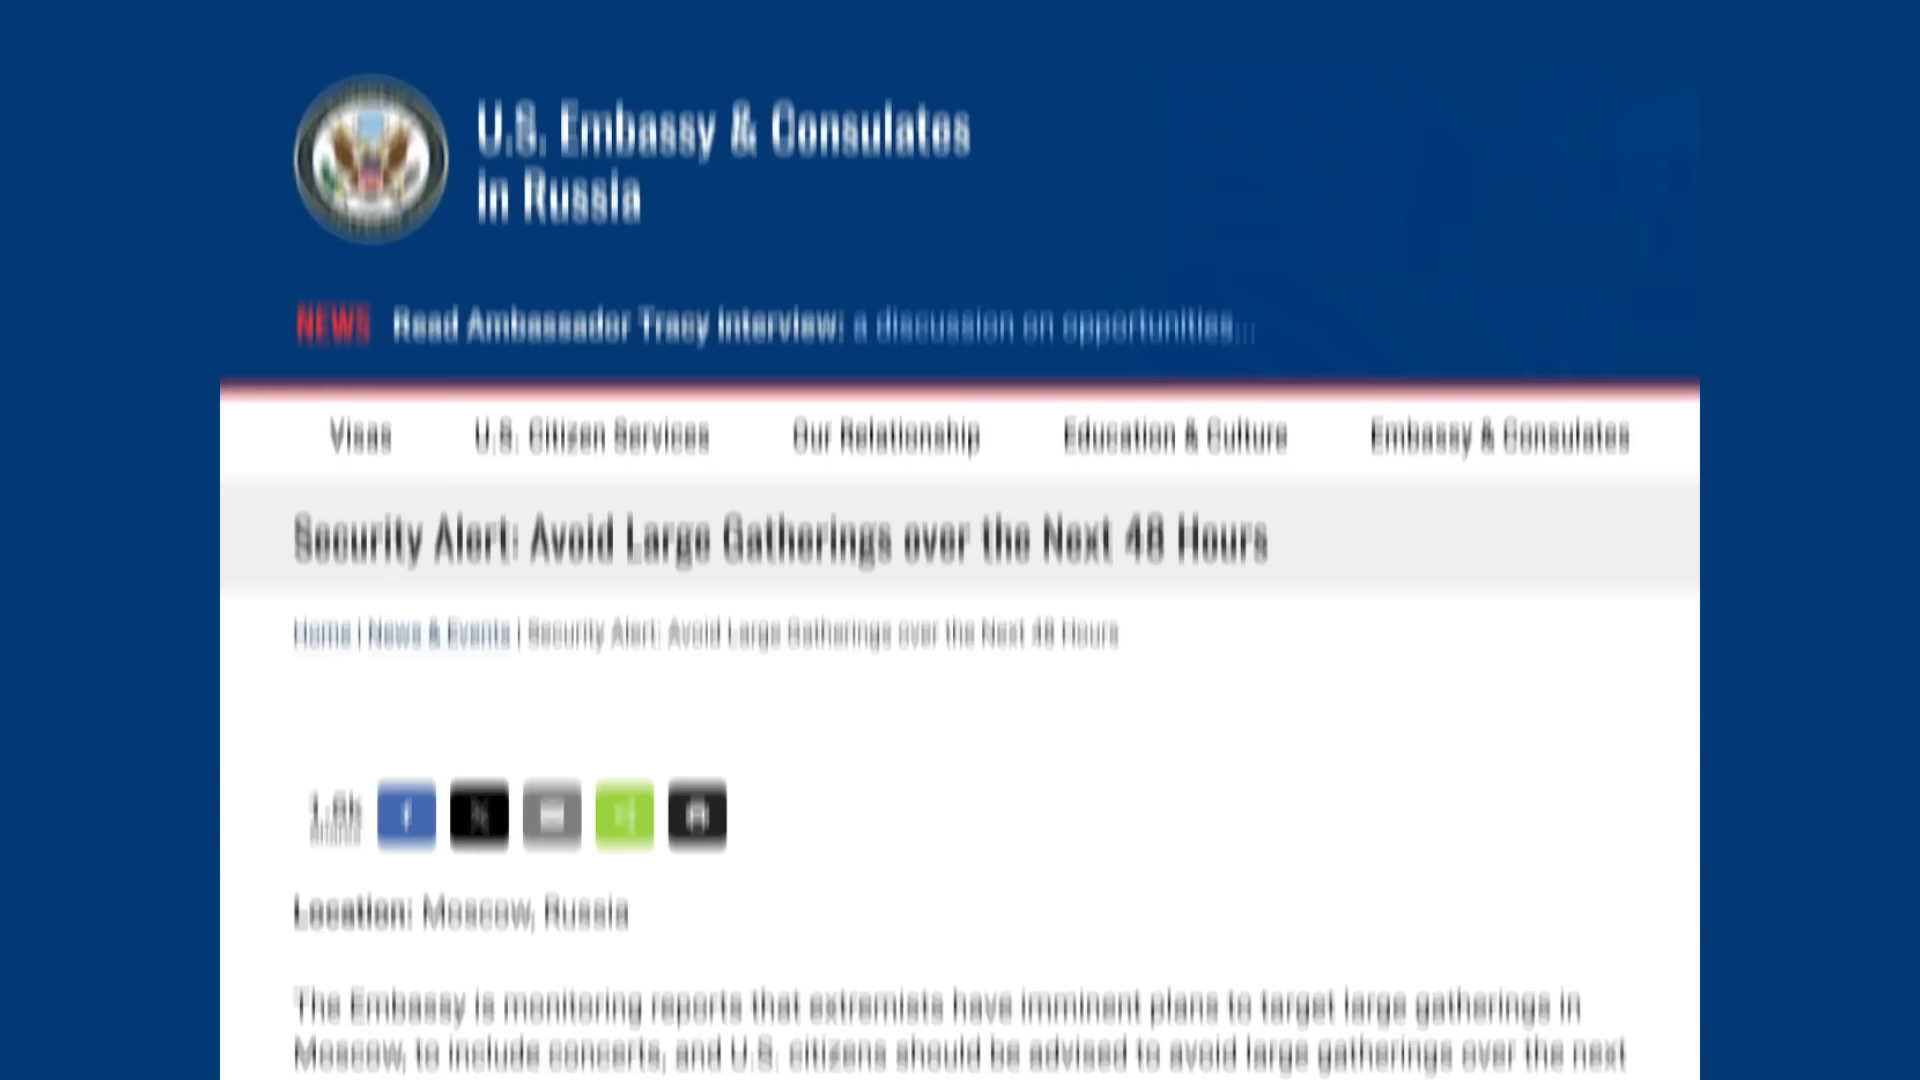 U.S. Embassy & Consulates
in Russia
NEWS Read Ambassador Tracy Interview: a discussion on opportunities...
Visas U.S. Citizen Services Our Relationship Education & Culture Embassy & Consulates
Security Alert: Avoid Large Gatherings over the Next 48 Hours
Home | News & Events | Security Alert: Avoid Large Gatherings over the Next 48 Hours
Location: Moscow, Russia
The Embassy is monitoring reports that extremists have imminent plans to target large gatherings in
Moscow, to include concerts, and U.S. citizens should be advised to avoid large gatherings over the next